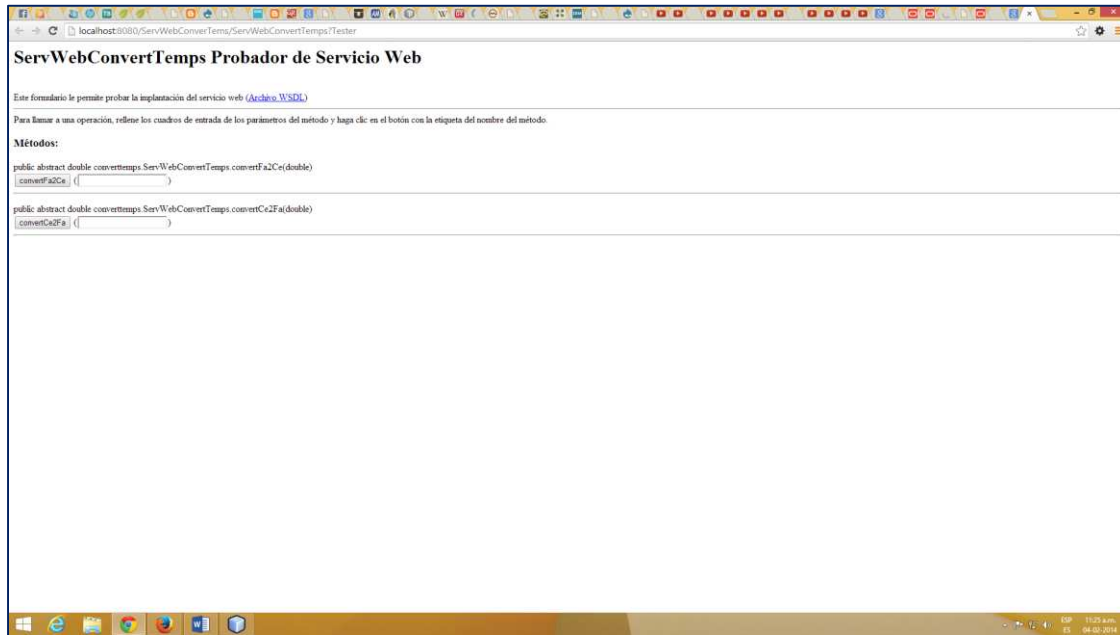 localhost:8080/ServWebConverTems/ServWebConvertTemps?Tester
ServWebConvertTemps Probador de Servicio Web
Este formulario le permite probar la implantación del servicio web (Archivo WSDL)
Para llamar a una operación, rellene los cuadros de entrada de los parámetros del método y haga clic en el botón con la etiqueta del nombre del método.
Métodos:
public abstract double converttemps.ServWebConvertTemps.convertFa2Ce(double)
convertFa2Ce ( )
public abstract double converttemps.ServWebConvertTemps.convertCe2Fa(double)
convertCe2Fa ( )
ESP 11:25 a.m.
ES 04-02-2014